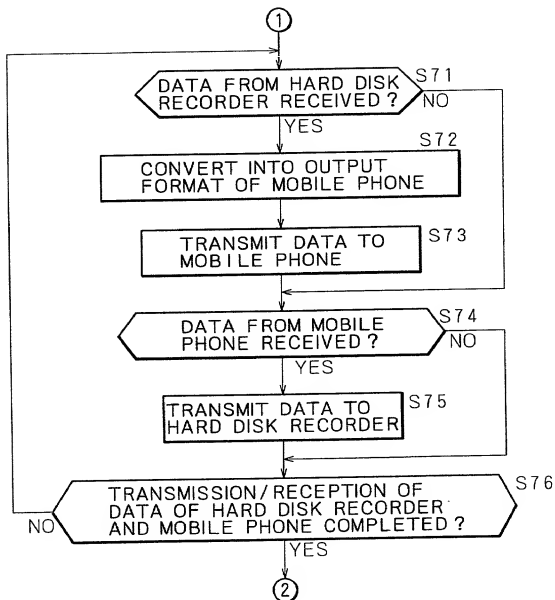 1
DATA FROM HARD DISK
RECORDER RECEIVED?
S71
NO
YES
S72
CONVERT INTO OUTPUT
FORMAT OF MOBILE PHONE
TRANSMIT DATA TO
MOBILE PHONE
S73
S74
DATA FROM MOBILE
PHONE RECEIVED?
NO
YES
TRANSMIT DATA TO
HARD DISK RECORDER
S75
S76
TRANSMISSION/RECEPTION OF
DATA OF HARD DISK RECORDER
AND MOBILE PHONE COMPLETED?
NO
YES
2